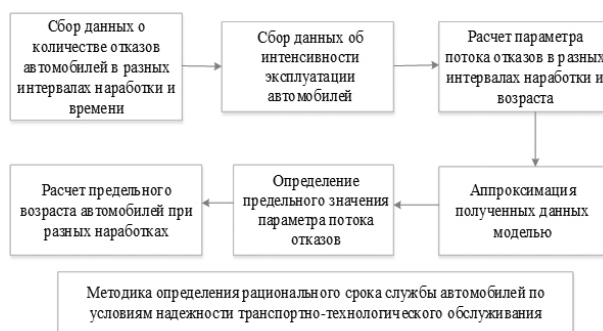 Сбор данных о
количестве отказов
автомобилей в разных
интервалах наработки и
времени
Сбор данных об
интенсивности
эксплуатации
автомобилей
Расчет параметра
потока отказов в разных
интервалах наработки и
возраста
Аппроксимация
полученных данных
моделью
Определение
предельного значения
параметра потока
отказов
Расчет предельного
возраста автомобилей при
разных наработках
Методика определения рационального срока службы автомобилей по
условиям надежности транспортно-технологического обслуживания